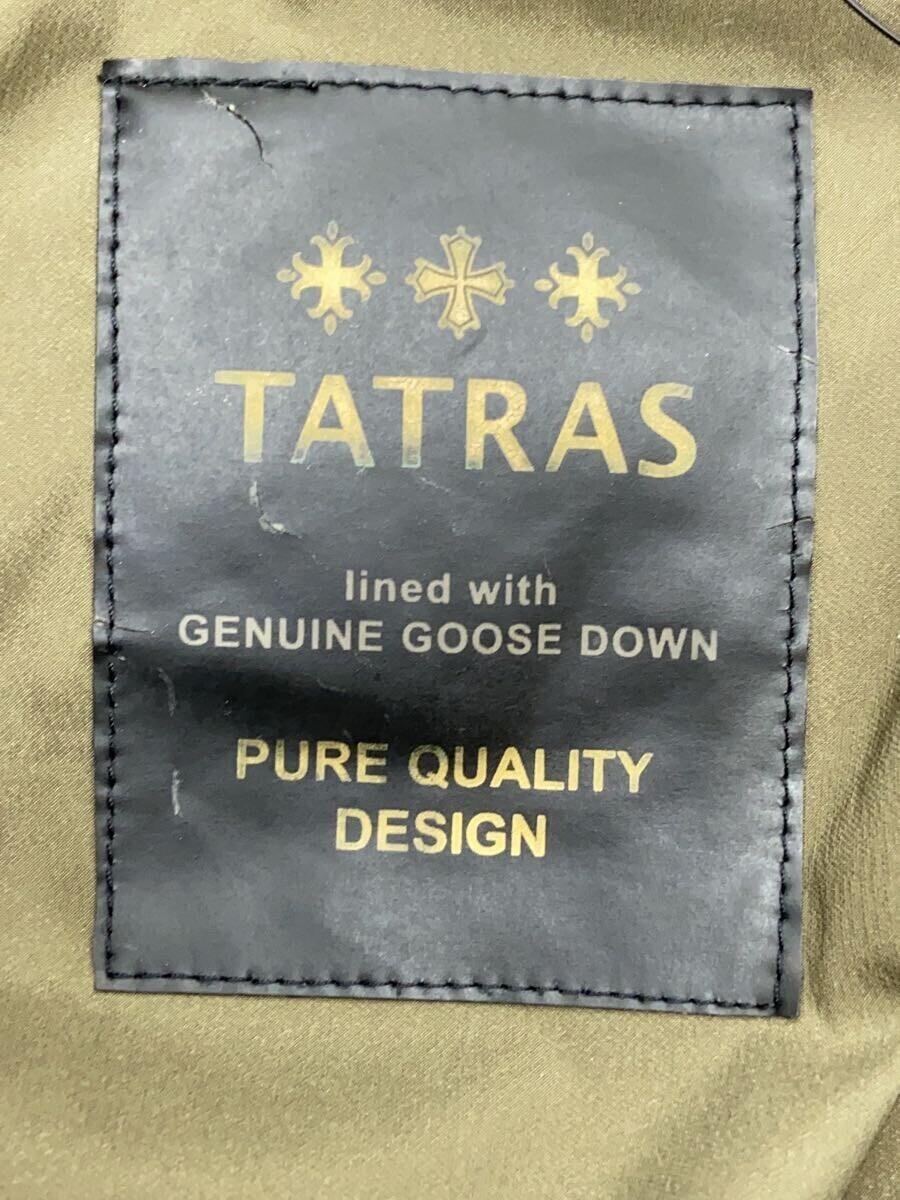 TATRAS
lined with
GENUINE GOOSE DOWN
PURE QUALITY
DESIGN